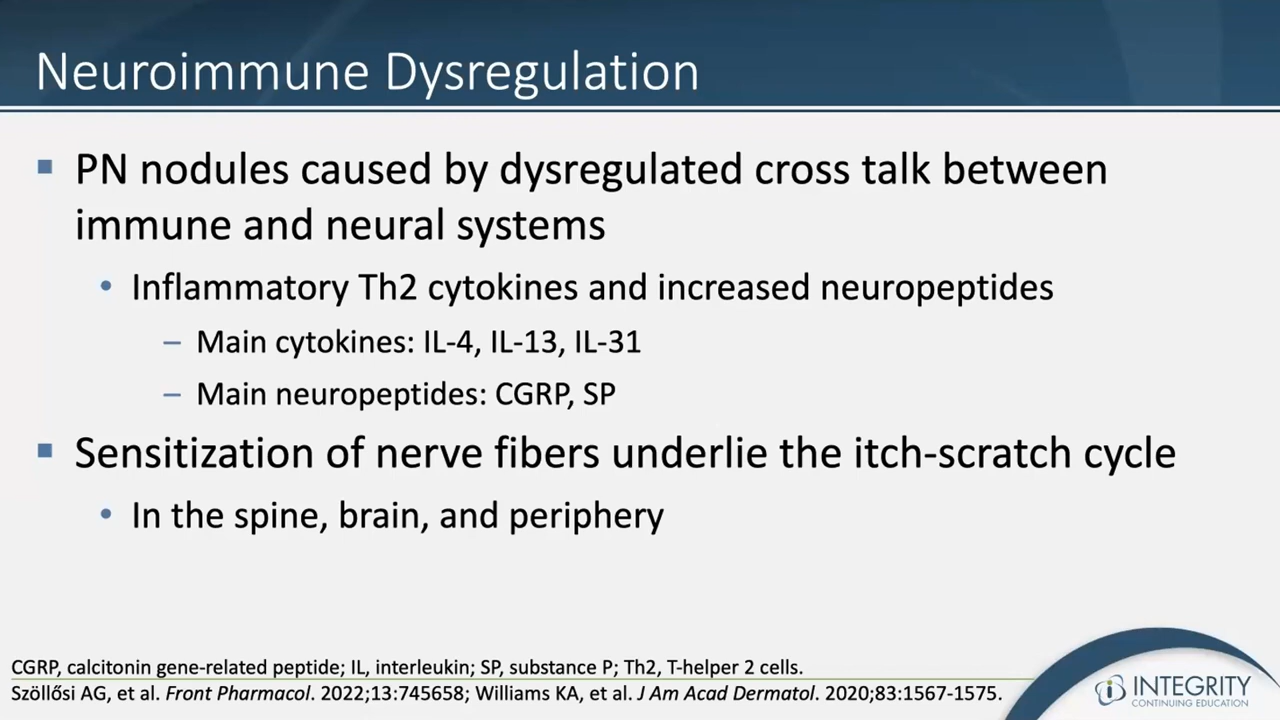 Neuroimmune Dysregulation
▪ PN nodules caused by dysregulated cross talk between
immune and neural systems
• Inflammatory Th2 cytokines and increased neuropeptides
– Main cytokines: IL-4, IL-13, IL-31
– Main neuropeptides: CGRP, SP
▪ Sensitization of nerve fibers underlie the itch-scratch cycle
• In the spine, brain, and periphery
CGRP, calcitonin gene-related peptide; IL, interleukin; SP, substance P; Th2, T-helper 2 cells.
Szöllősi AG, et al. Front Pharmacol. 2022;13:745658; Williams KA, et al. J Am Acad Dermatol. 2020;83:1567-1575.
INTEGRITY
CONTINUING EDUCATION